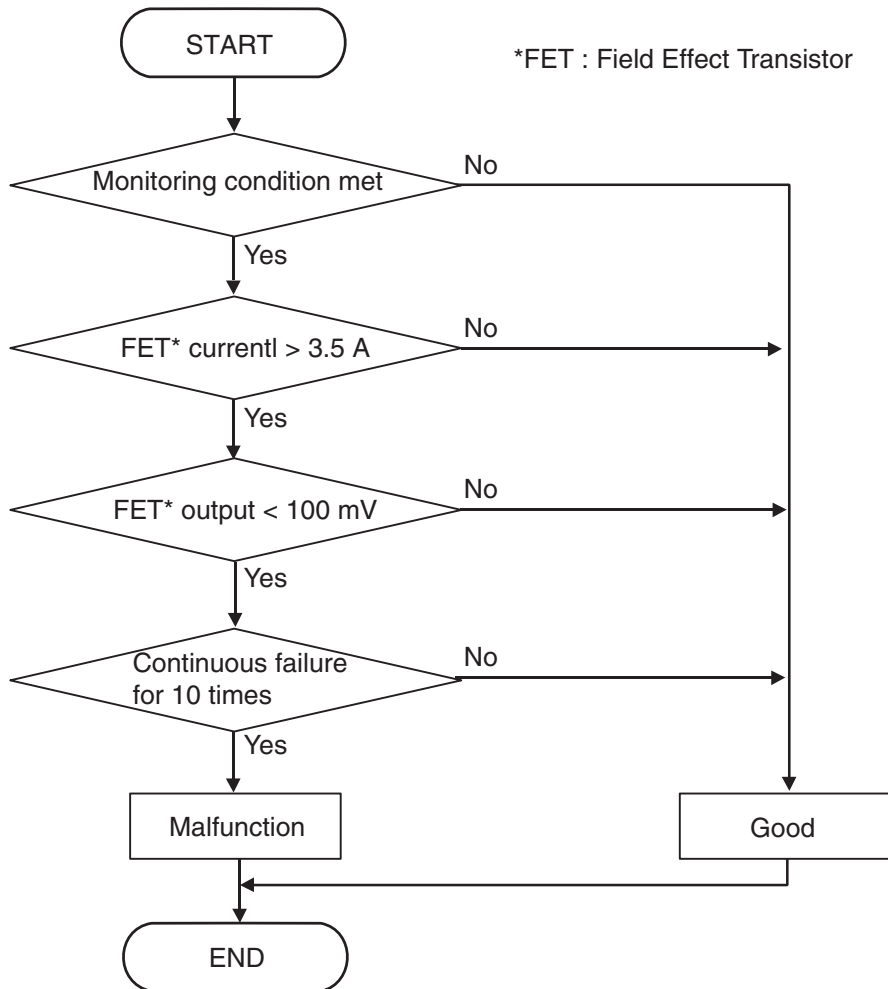 START
*FET : Field Effect Transistor
Monitoring condition met
No
Yes
FET* currentl > 3.5 A
No
Yes
FET* output < 100 mV
No
Yes
Continuous failure
for 10 times
No
Yes
Malfunction
Good
END